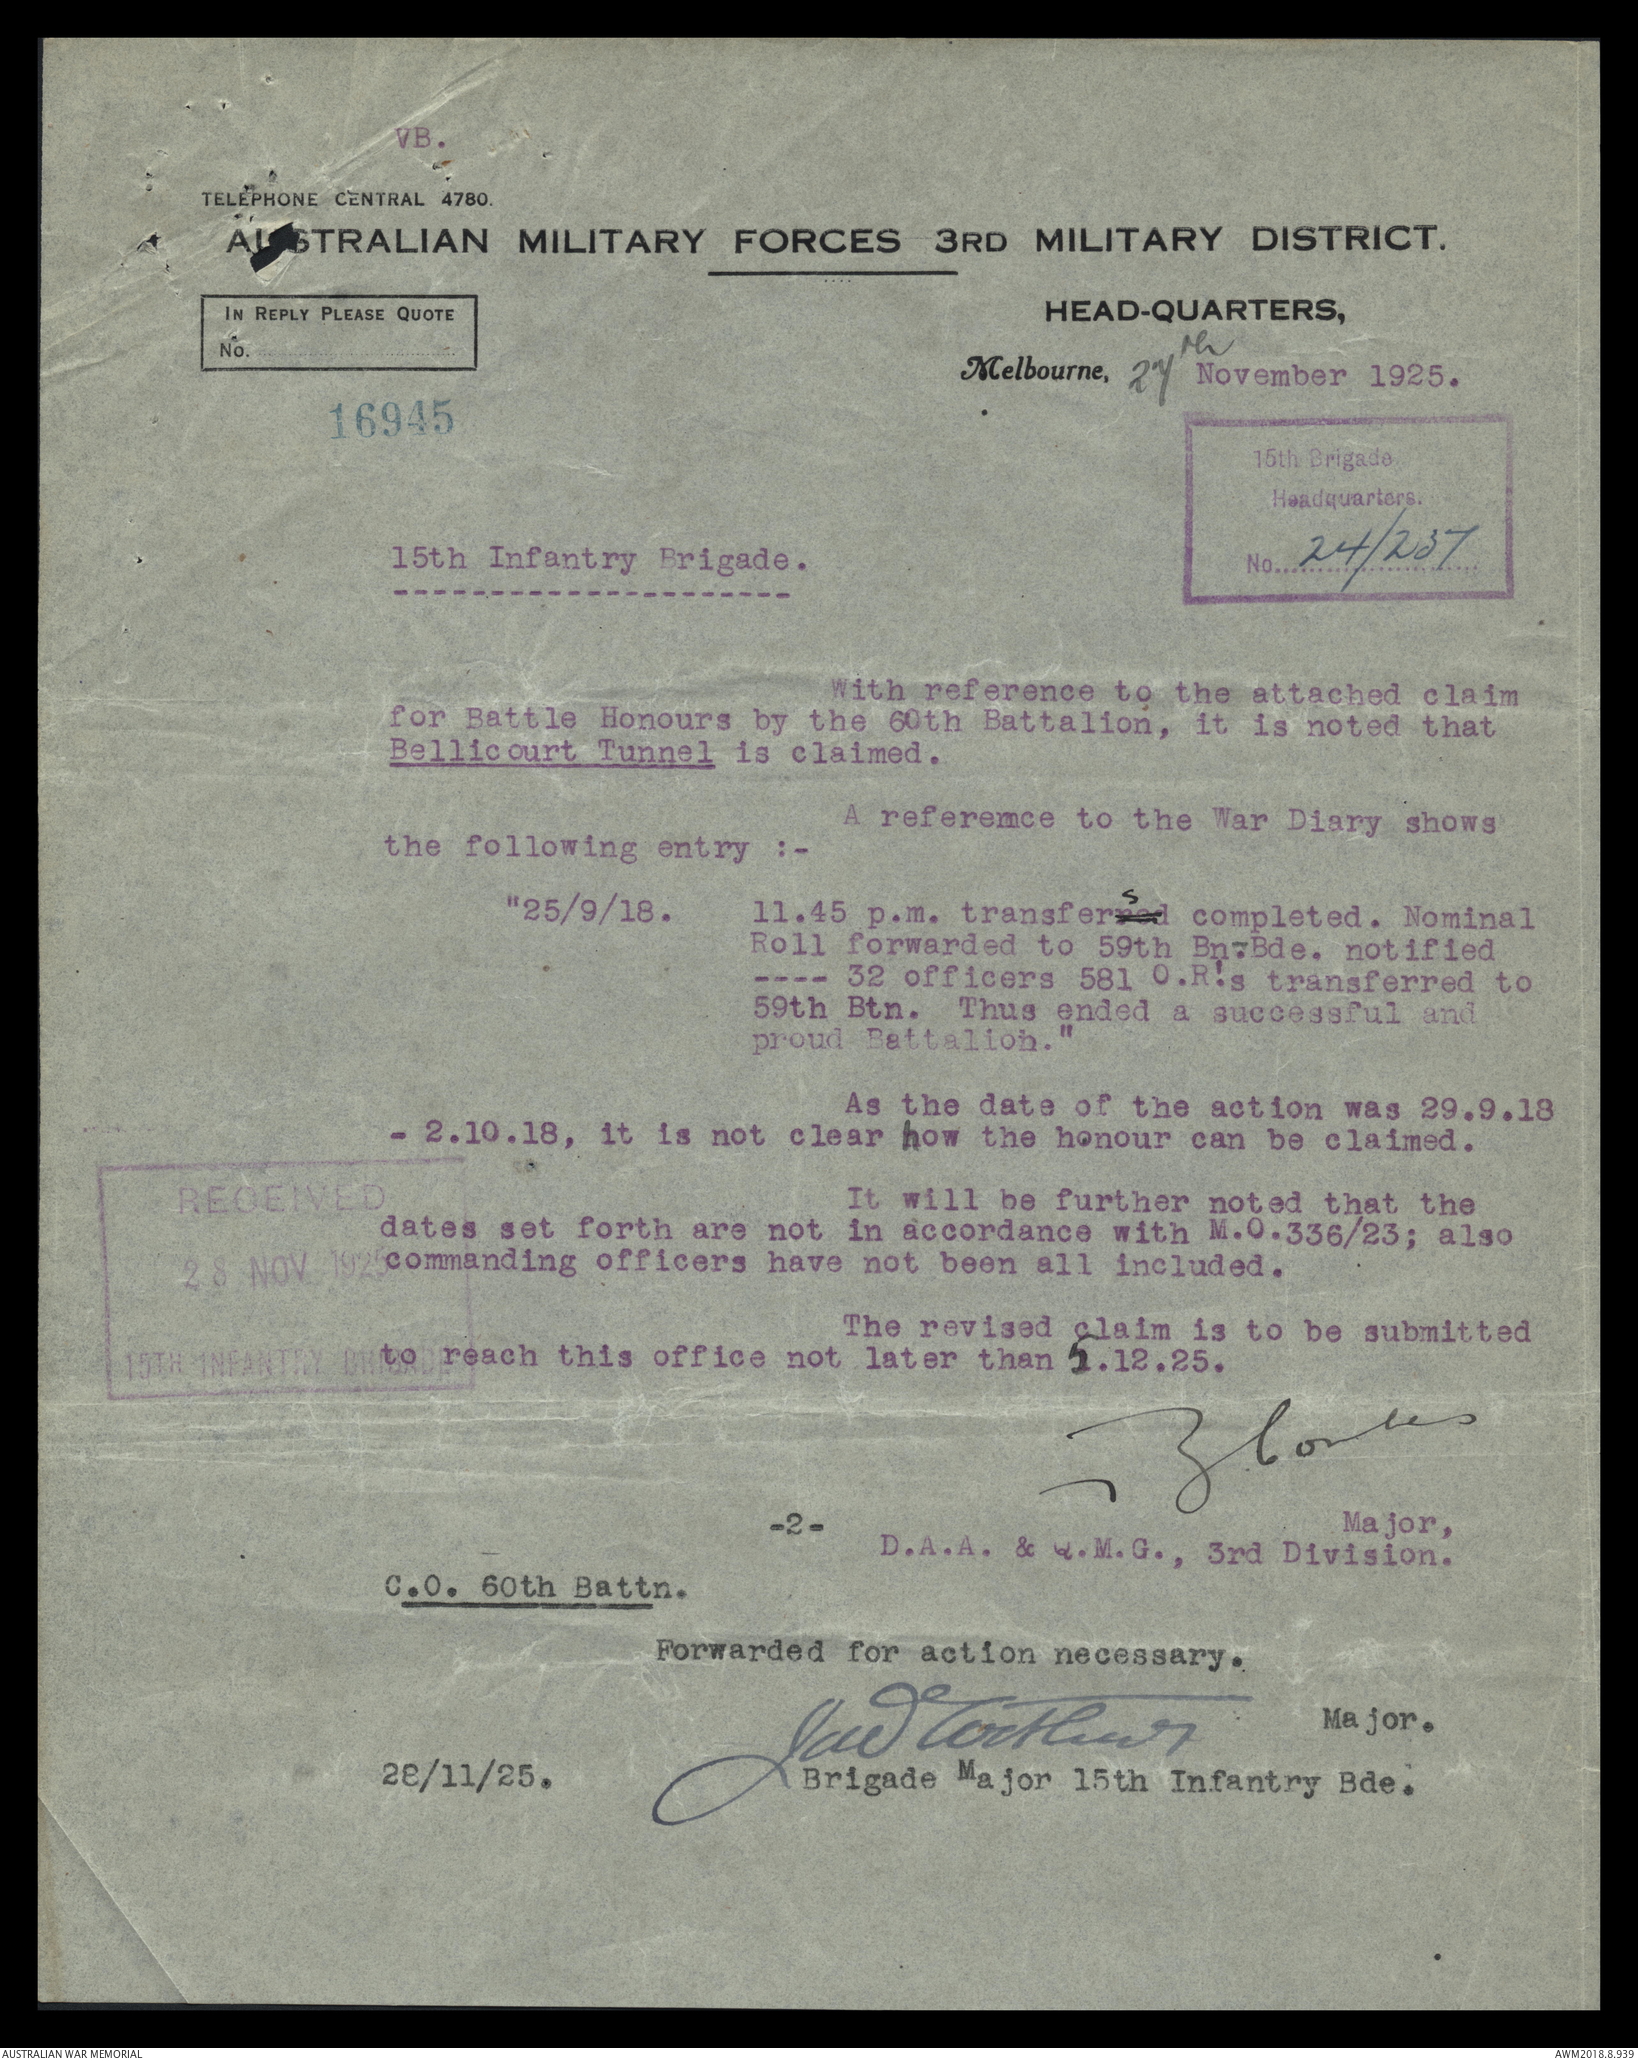 VB.
TELEPHONE CENTRAL 4780.
AUSTRALIAN MILITARY FORCES 3RD MILITARY DISTRICT.
IN REPLY PLEASE QUOTE
No.
HEAD-QUARTERS,
Melbourne, 27th November 1925.
16945
15th Brigade
Headquarters.
No. 24/237
15th Infantry Brigade.
----------------------
With reference to the attached claim
for Battle Honours by the 60th Battalion, it is noted that
Bellicourt Tunnel is claimed.
A referemce to the War Diary shows
the following entry :-
"25/9/18. 11.45 p.m. transfers completed. Nominal
Roll forwarded to 59th Bn.Bde. notified
---- 32 officers 581 O.R's transferred to
59th Btn. Thus ended a successful and
proud Battalion."
As the date of the action was 29.9.18
- 2.10.18, it is not clear how the honour can be claimed.
It will be further noted that the
dates set forth are not in accordance with M.O.336/23; also
commanding officers have not been all included.
RECEIVED
28 NOV 1925
15TH INFANTRY BRIGADE
The revised claim is to be submitted
to reach this office not later than 5.12.25.
Major,
D.A.A. & Q.M.G., 3rd Division.
-2-
C.O. 60th Battn.
Forwarded for action necessary.
Major.
28/11/25. Brigade Major 15th Infantry Bde.
AUSTRALIAN WAR MEMORIAL
AWM2018.8.939